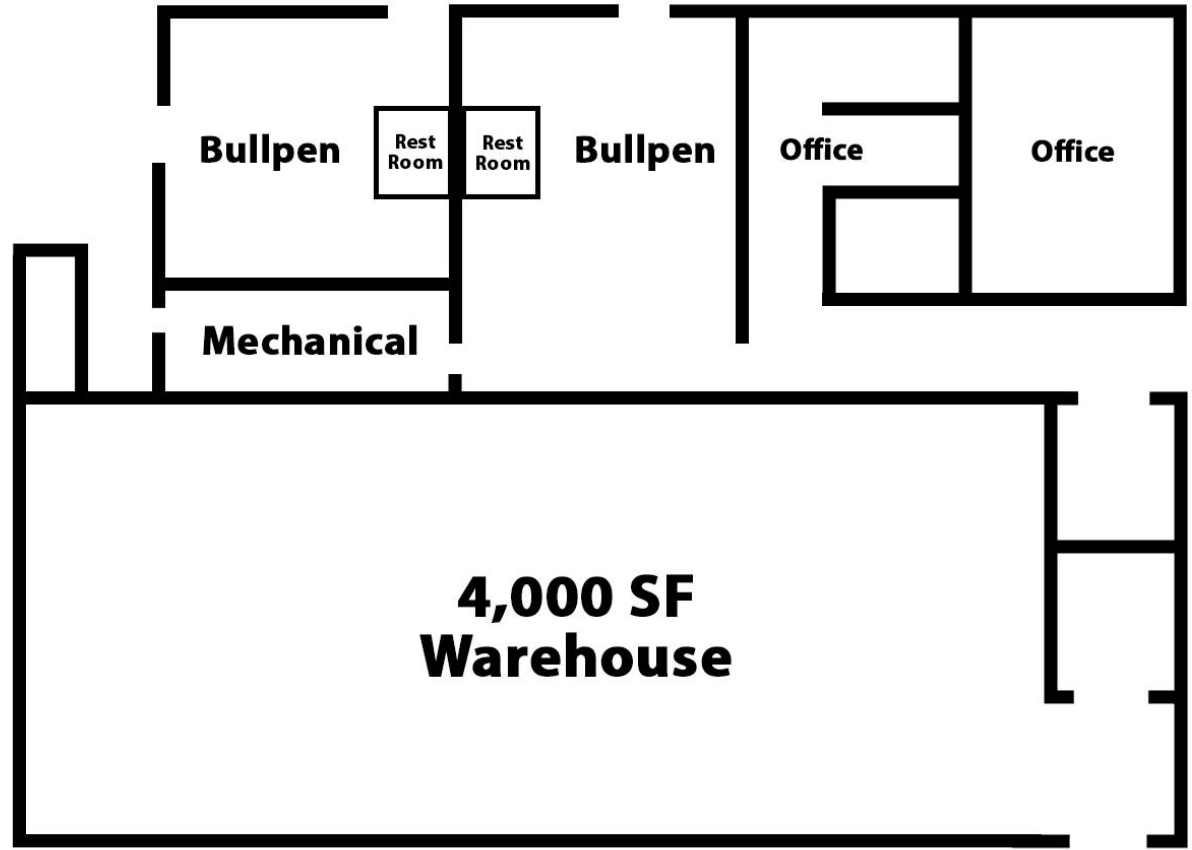 Bullpen
Rest
Room
Rest
Room
Bullpen
Office
Office
Mechanical
4,000 SF
Warehouse